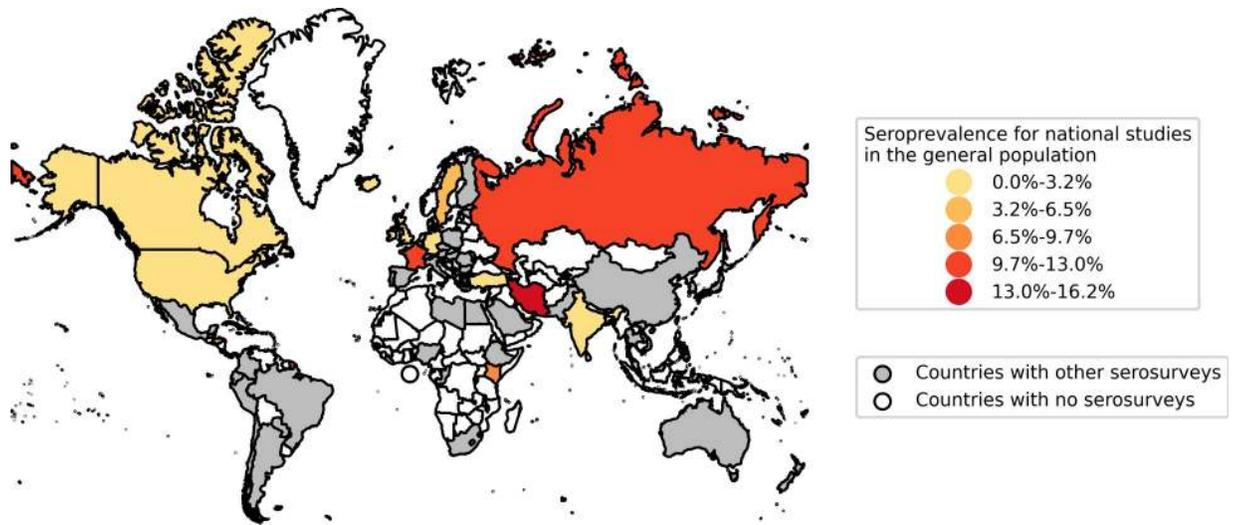 Seroprevalence for national studies
in the general population
0.0%-3.2%
3.2%-6.5%
6.5%-9.7%
9.7%-13.0%
13.0%-16.2%
Countries with other serosurveys
Countries with no serosurveys